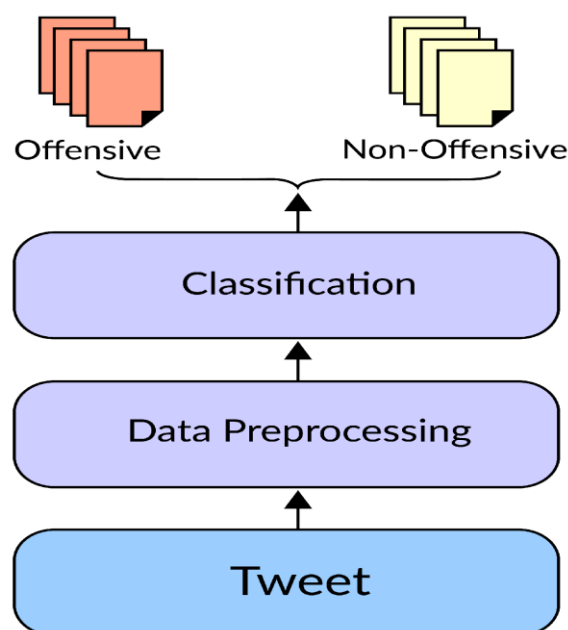 Offensive
Non-Offensive
Classification
Data Preprocessing
Tweet